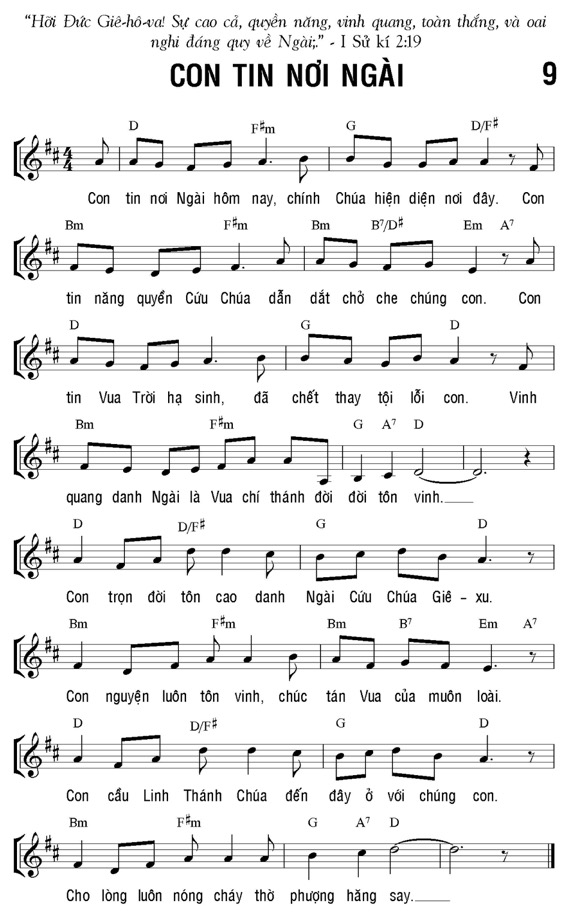 “Hỡi Đức Giê-hô-va! Sự cao cả, quyền năng, vinh quang, toàn thắng, và oai
nghi đáng quy về Ngài;.” - I Sử kí 2:19
CON TIN NƠI NGÀI 9
D F#m G D/F#
4 4
Con tin nơi Ngài hôm nay, chính Chúa hiện diện nơi đây. Con
Bm F#m Bm B7/D# Em A7
tin năng quyền Cứu Chúa dẫn dắt chở che chúng con. Con
D G D
tin Vua Trời hạ sinh, đã chết thay tội lỗi con. Vinh
Bm F#m G A7 D
quang danh Ngài là Vua chí thánh đời đời tôn vinh.
D D/F# G D
Con trọn đời tôn cao danh Ngài Cứu Chúa Giê - xu.
Bm F#m Bm B7 Em A7
Con nguyện luôn tôn vinh, chúc tán Vua của muôn loài.
D D/F# G D
Con cầu Linh Thánh Chúa đến đây ở với chúng con.
Bm F#m G A7 D
Cho lòng luôn nóng cháy thờ phượng hăng say.